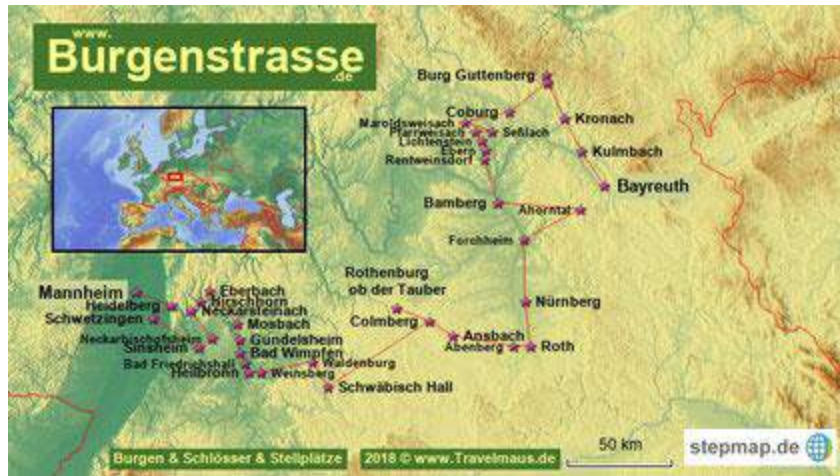 www.
Burgenstrasse
.de
Burg Guttenberg
Coburg
Kronach
Maroldsweisach
Pfarrweisach
Seßlach
Lichtenstein
Ebern
Rentweinsdorf
Kulmbach
Bayreuth
Bamberg
Ahorntal
Forchheim
Rothenburg
ob der Tauber
Mannheim
Eberbach
Hirschhorn
Heidelberg
Neckarsteinach
Schwetzingen
Mosbach
Colmberg
Nürnberg
Neckarbischofsheim
Gundelsheim
Ansbach
Sinsheim
Bad Wimpfen
Abenberg
Roth
Bad Friedrichshall
Waldenburg
Heilbronn
Weinsberg
Schwäbisch Hall
Burgen & Schlösser & Stellplätze
2018 © www.Travelmaus.de
50 km
stepmap.de